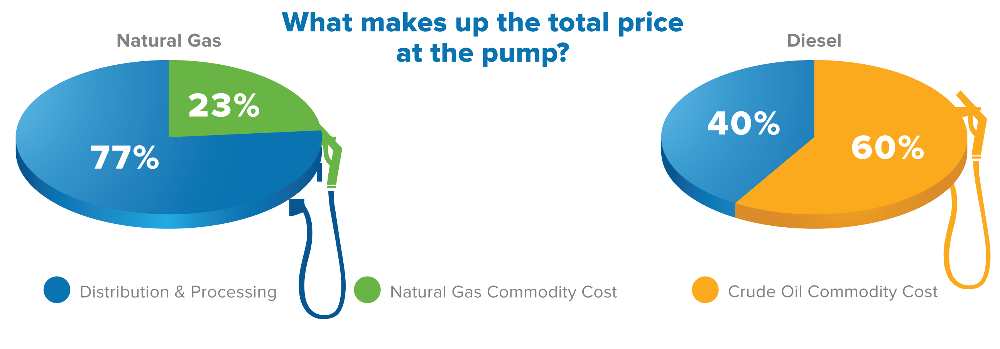 What makes up the total price
at the pump?
Natural Gas
23%
77%
Diesel
40%
60%
Distribution & Processing
Natural Gas Commodity Cost
Crude Oil Commodity Cost